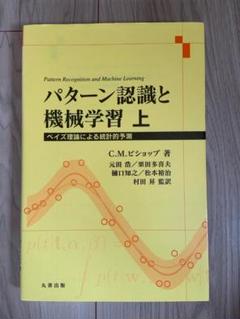 Pattern Recognition and Machine Learning
パターン認識と
機械学習 上
ベイズ理論による統計的予測
C.M.ビショップ 著
元田 浩／栗田多喜夫
樋口知之／松本裕治
村田 昇 監訳
丸善出版